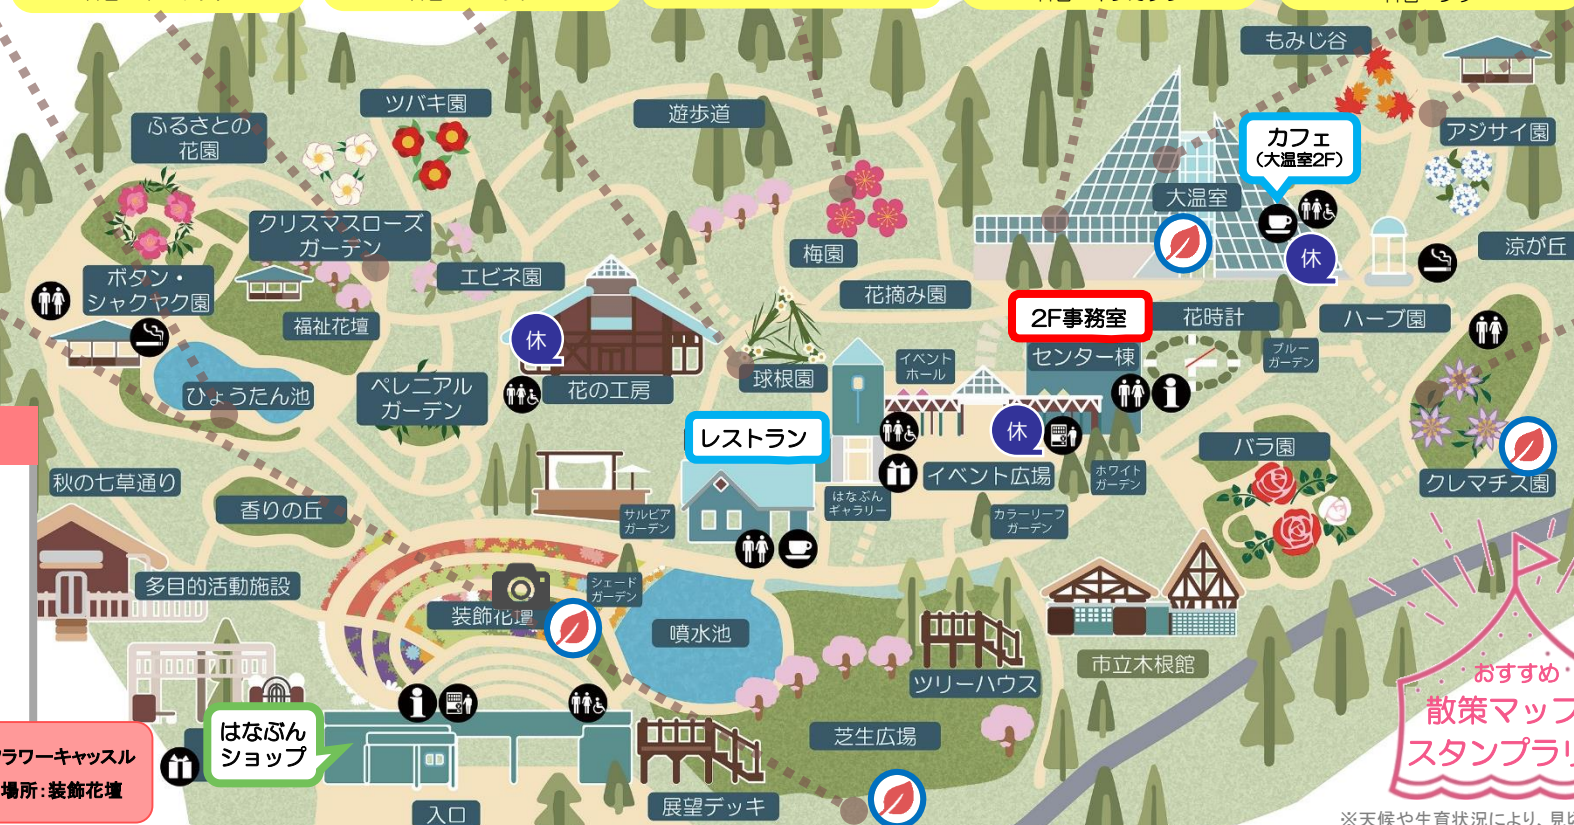 もみじ谷
ツバキ園
遊歩道
ふるさとの
花園
アジサイ園
カフェ
(大温室2F)
大温室
クリスマスローズ
ガーデン
梅園
涼が丘
エビネ園
ボタン・
シャクヤク園
休
花摘み園
2F事務室
花時計
ハーブ園
福祉花壇
休
センター棟
ブルー
ガーデン
イベント
ホール
球根園
ペレニアル
ガーデン
花の工房
ひょうたん池
レストラン
休
バラ園
イベント広場
ホワイト
ガーデン
クレマチス園
秋の七草通り
香りの丘
はなぶん
ギャラリー
サルビア
ガーデン
カラーリーフ
ガーデン
多目的活動施設
シェード
ガーデン
装飾花壇
噴水池
市立木根館
ツリーハウス
おすすめ
散策マップ
スタンプラリ
はなぶん
ショップ
芝生広場
ラワーキャッスル
場所:装飾花壇
展望デッキ
入口
※天候や生育状況により、見